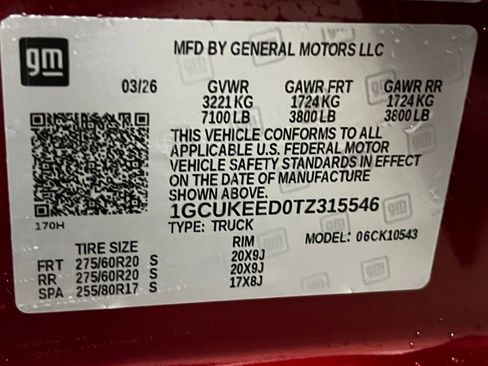 gm
MFD BY GENERAL MOTORS LLC
03/26 GVWR GAWR FRT GAWR RR
3221 KG 1724 KG 1724 KG
7100 LB 3800 LB 3800 LB
THIS VEHICLE CONFORMS TO ALL
APPLICABLE U.S. FEDERAL MOTOR
VEHICLE SAFETY STANDARDS IN EFFECT
ON THE DATE OF MANUFACTURE
SHOWN ABOVE.
170H 1GCUKEED0TZ315546
TYPE: TRUCK MODEL: 06CK10543
TIRE SIZE RIM
FRT 275/60R20 S 20X9J
RR 275/60R20 S 20X9J
SPA 255/80R17 S 17X8J